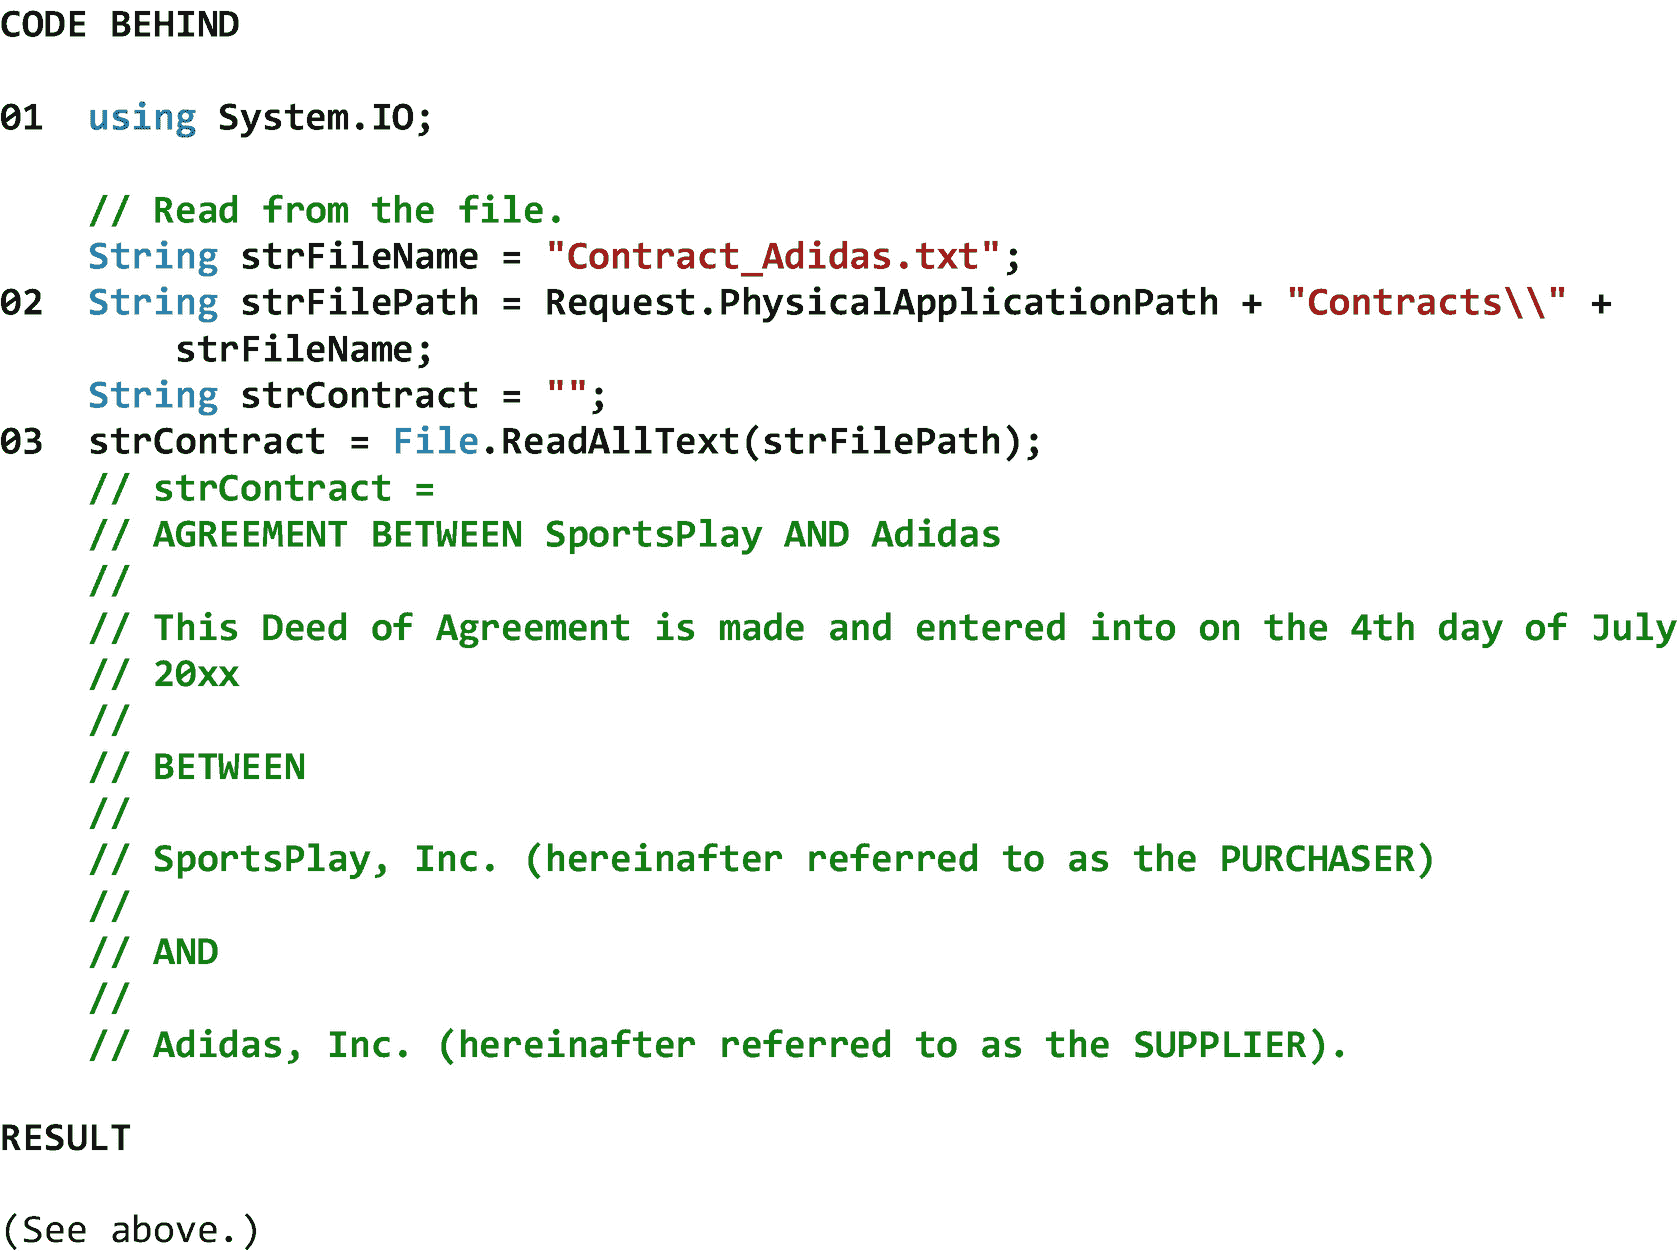 CODE BEHIND
01 using System.IO;
// Read from the file.
String strFileName = "Contract_Adidas.txt";
02 String strFilePath = Request.PhysicalApplicationPath + "Contracts\\" +
strFileName;
String strContract = "";
03 strContract = File.ReadAllText(strFilePath);
// strContract =
// AGREEMENT BETWEEN SportsPlay AND Adidas
//
// This Deed of Agreement is made and entered into on the 4th day of July
// 20xx
//
// BETWEEN
//
// SportsPlay, Inc. (hereinafter referred to as the PURCHASER)
//
// AND
//
// Adidas, Inc. (hereinafter referred to as the SUPPLIER).
RESULT
(See above.)